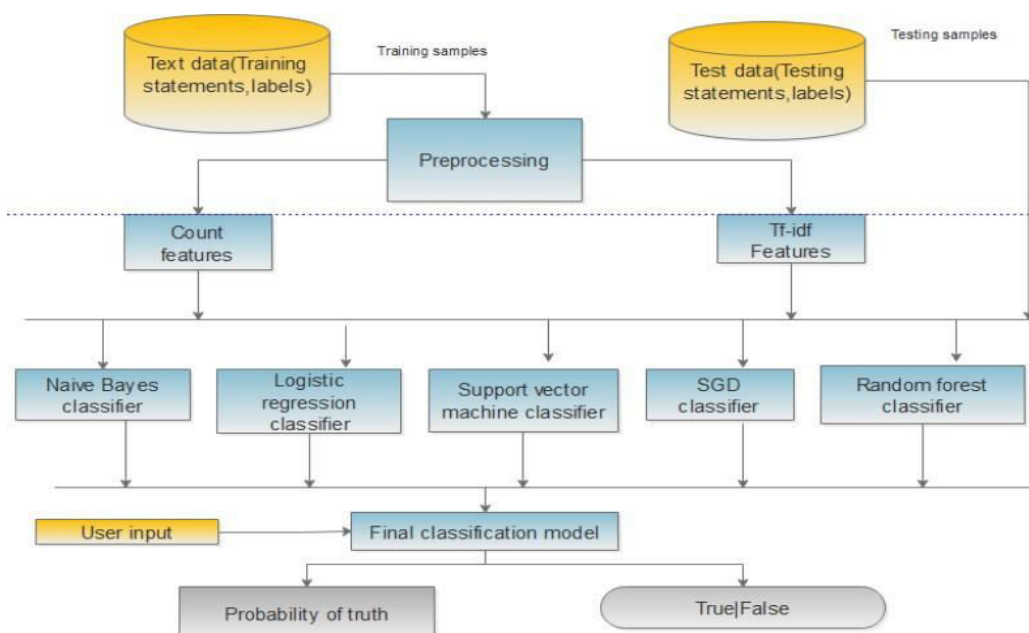 Training samples
Testing samples
Text data(Training
statements,labels)
Test data(Testing
statements,labels)
Preprocessing
Count
features
Tf-idf
Features
Naive Bayes
classifier
Logistic
regression
classifier
Support vector
machine classifier
SGD
classifier
Random forest
classifier
User input
Final classification model
Probability of truth
True|False